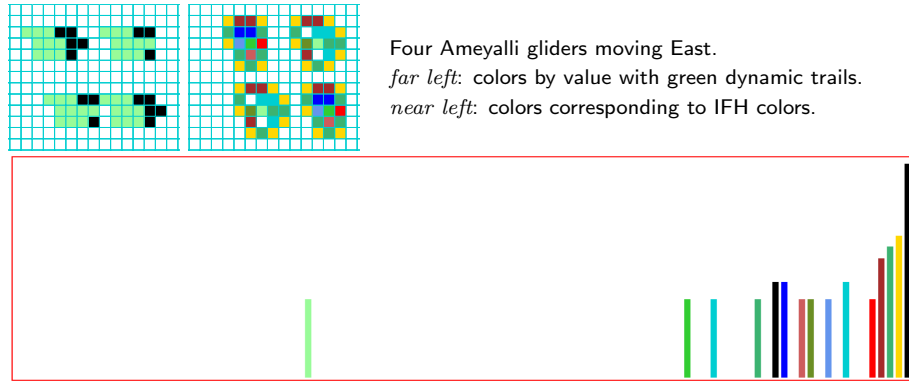 Four Ameyalli gliders moving East.
far left: colors by value with green dynamic trails.
near left: colors corresponding to IFH colors.